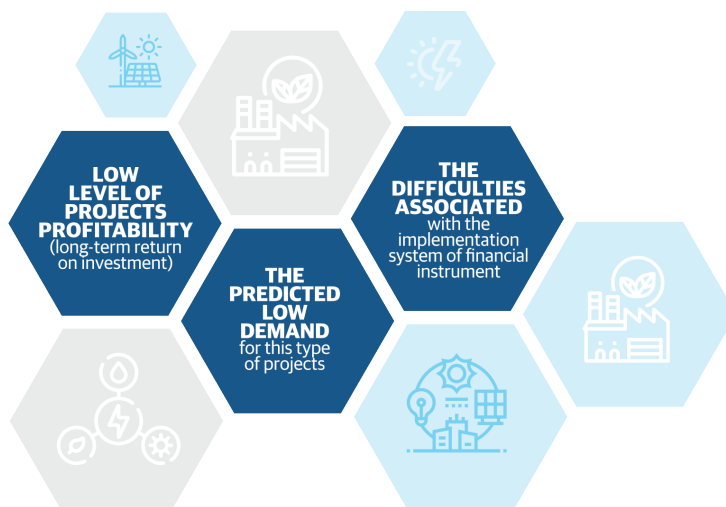 LOW
LEVEL OF
PROJECTS
PROFITABILITY
(long-term return
on investment)
THE
PREDICTED
LOW
DEMAND
for this type
of projects
THE
DIFFICULTIES
ASSOCIATED
with the
implementation
system of financial
instrument